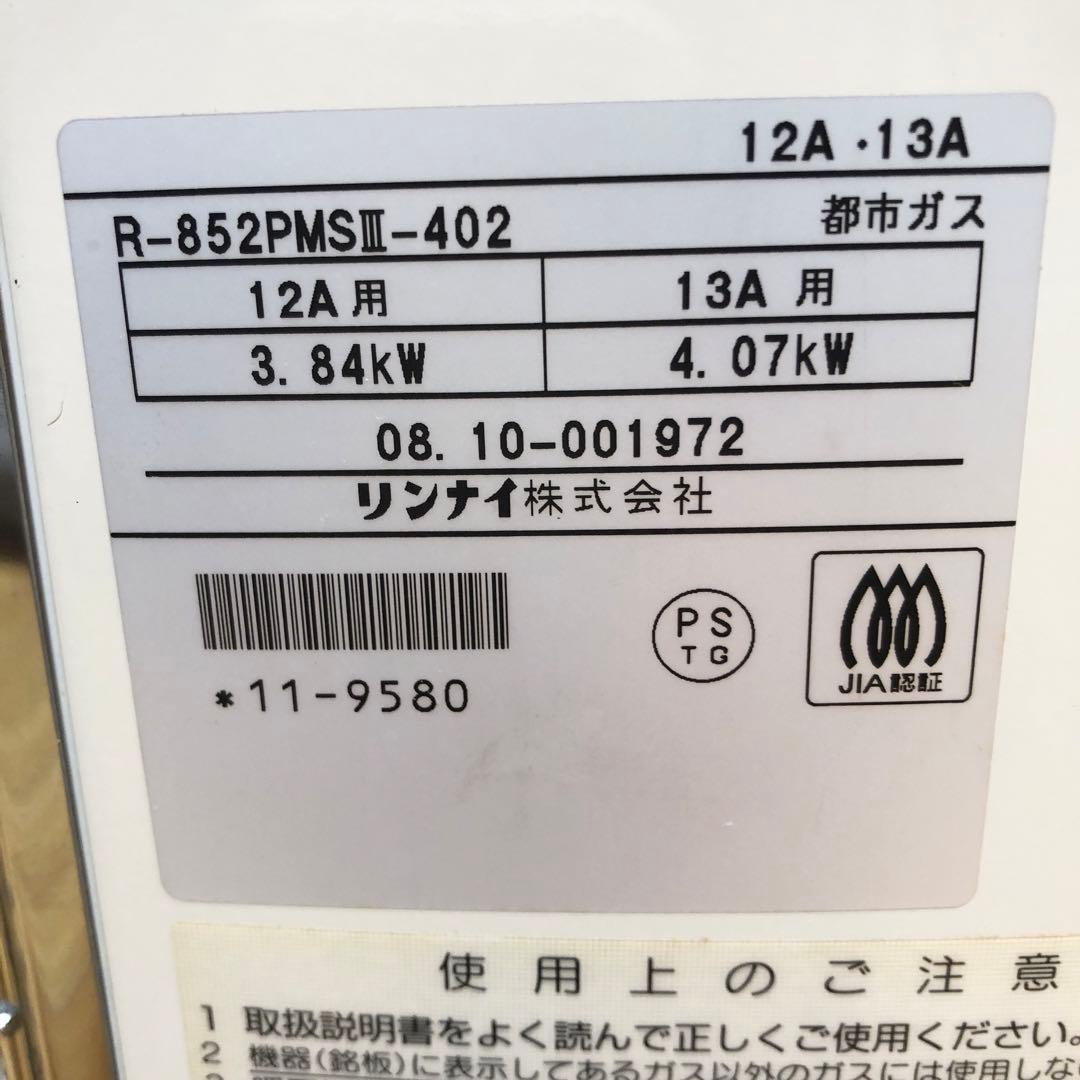 12A・13A
R-852PMSⅢ-402 都市ガス
12A用 13A用
3.84kW 4.07kW
08.10-001972
リンナイ株式会社
*11-9580
PS
TG
JIA認証
使用上のご注意
1 取扱説明書をよく読んで正しくご使用ください。
2 機器(銘板)に表示してあるガス以外のガスには使用しない